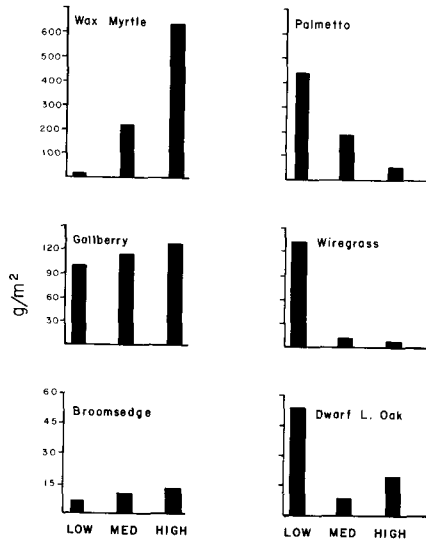 Wax Myrtle
600
500
400
300
200
100
Palmetto
Gallberry
120
90
60
30
Wiregrass
g/m²
Broomsedge
60
45
30
15
LOW MED HIGH
Dwarf L. Oak
LOW MED HIGH